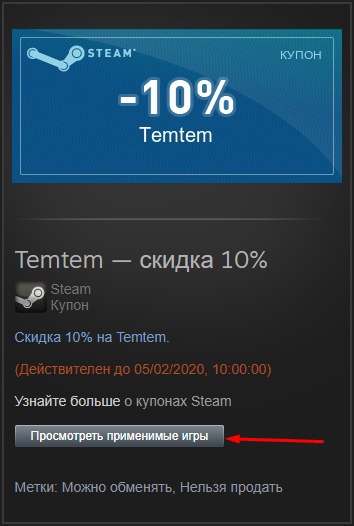 STEAM
КУПОН
-10%
Temtem
Temtem — скидка 10%
Steam
Купон
Скидка 10% на Temtem.
(Действителен до 05/02/2020, 10:00:00)
Узнайте больше о купонах Steam
Просмотреть применимые игры
Метки: Можно обменять, Нельзя продать